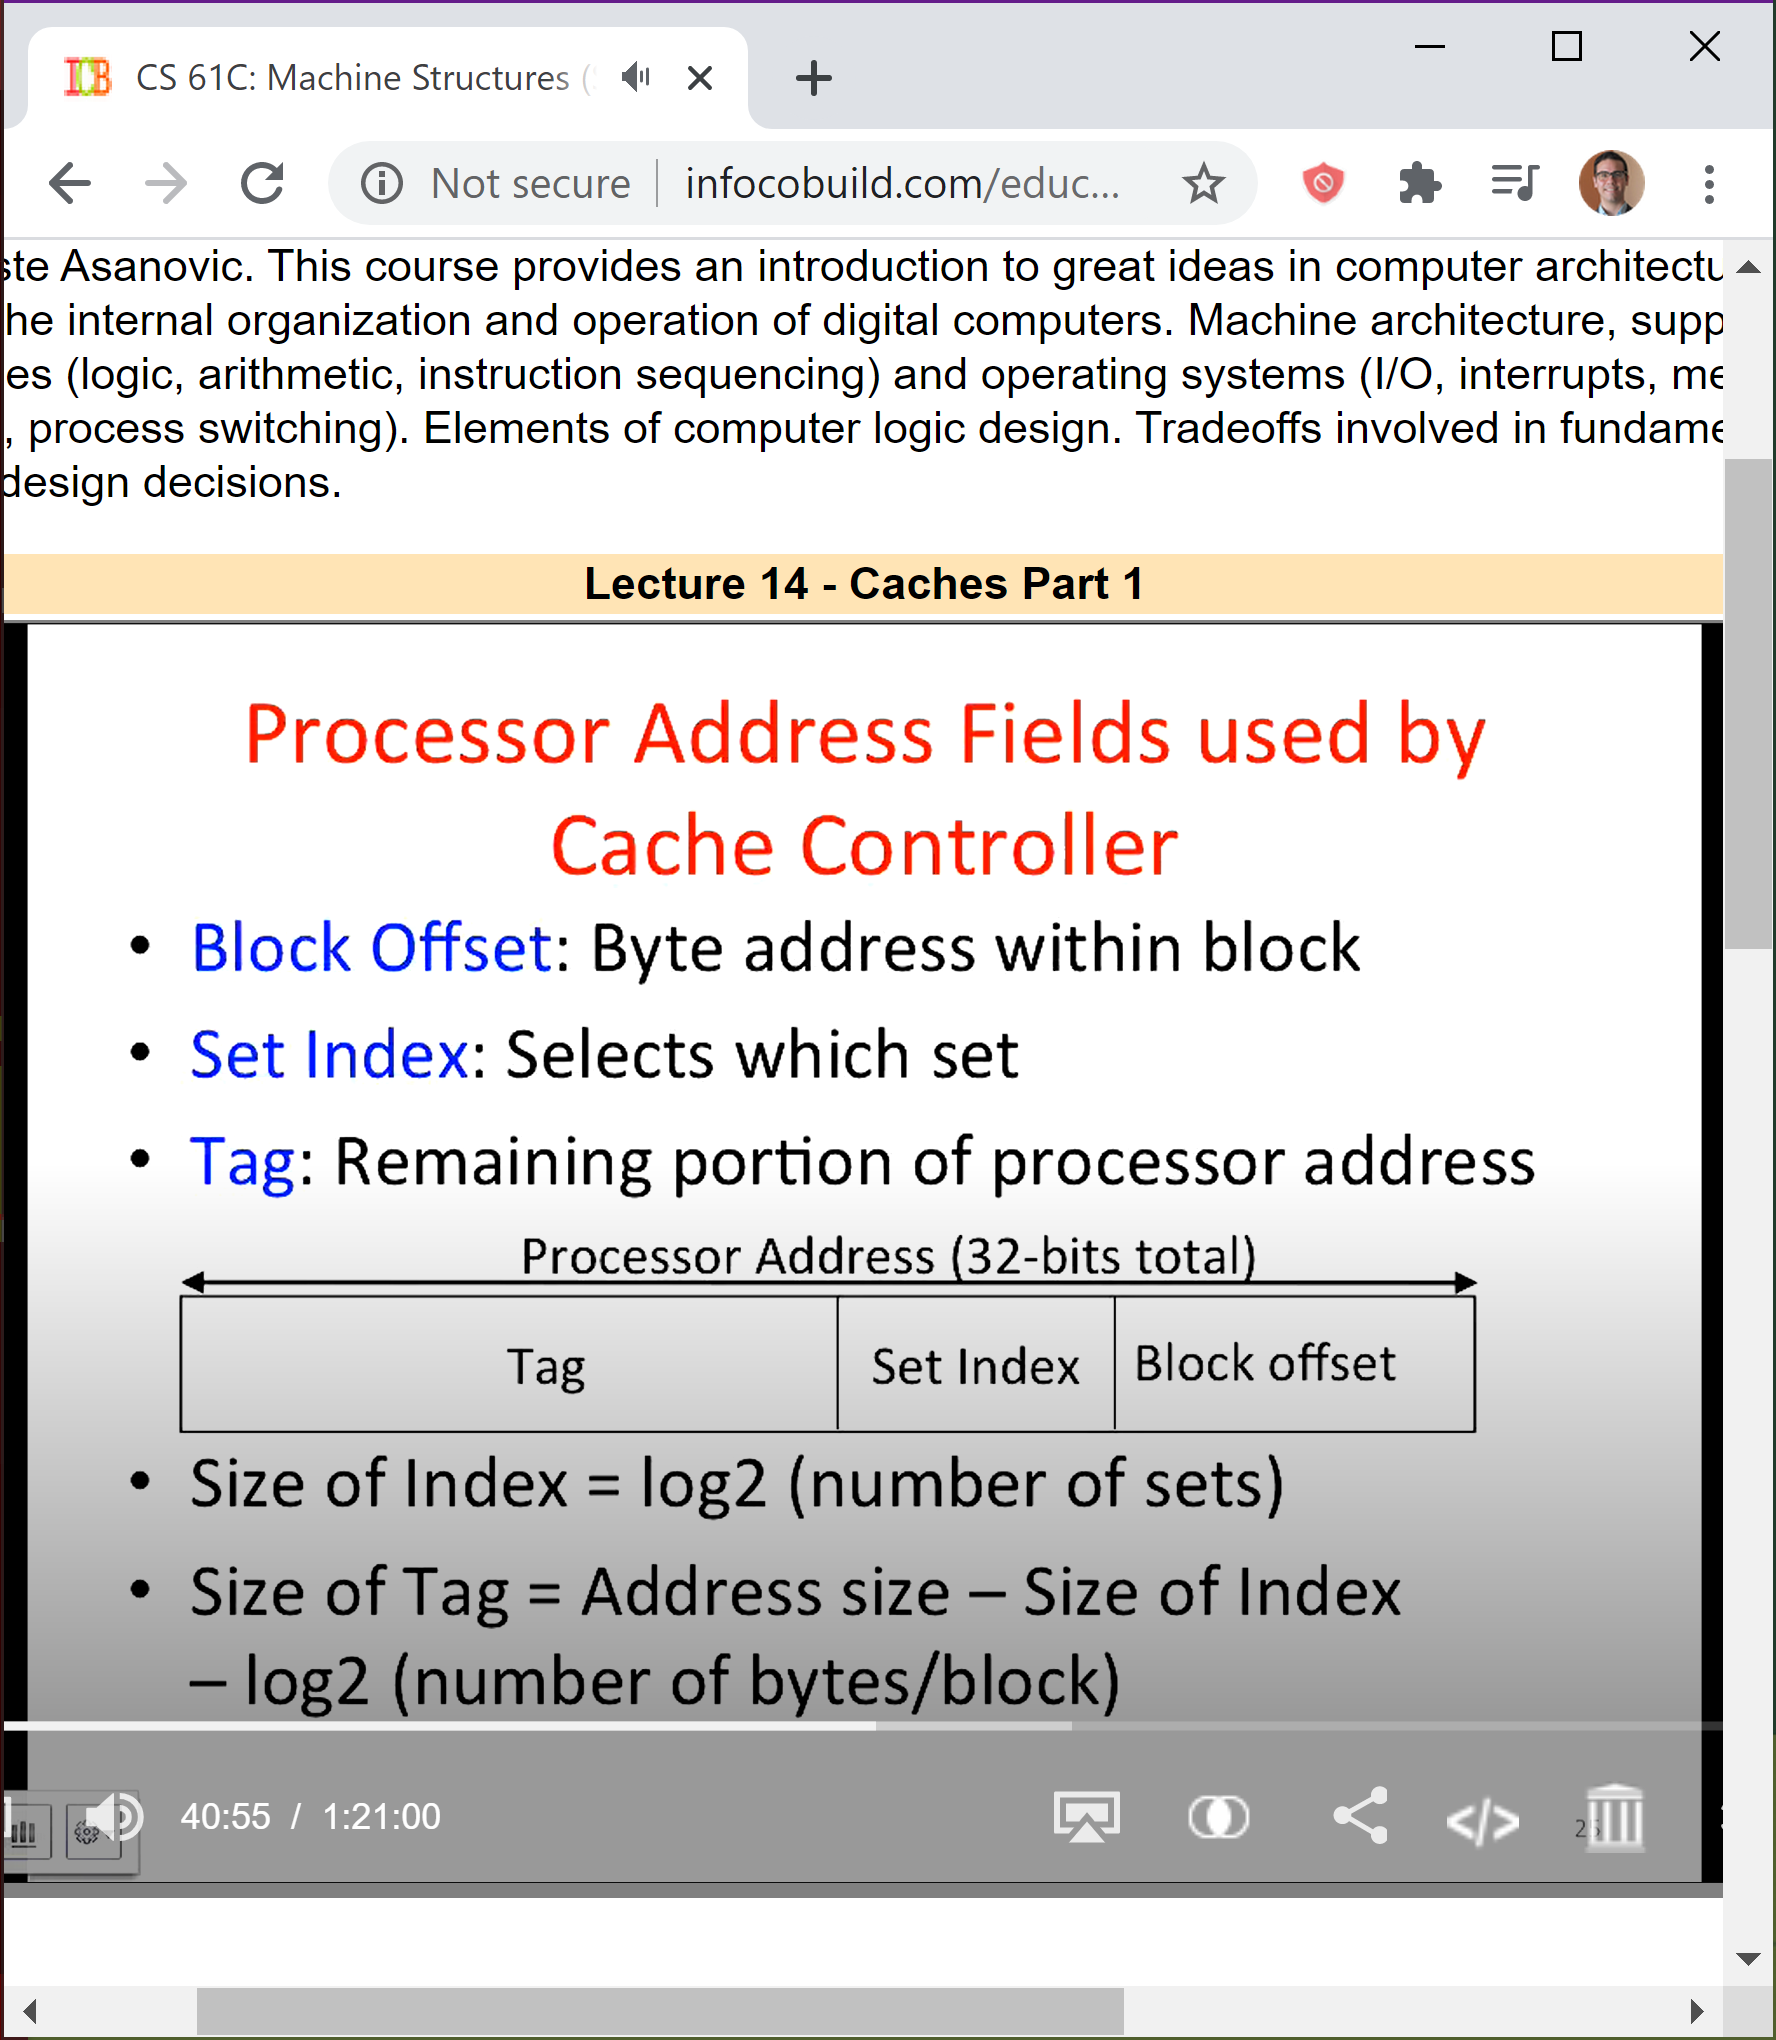 CS 61C: Machine Structures (
Not secure infocobuild.com/educ...
ste Asanovic. This course provides an introduction to great ideas in computer architectu
he internal organization and operation of digital computers. Machine architecture, supp
es (logic, arithmetic, instruction sequencing) and operating systems (I/O, interrupts, me
, process switching). Elements of computer logic design. Tradeoffs involved in fundame
design decisions.
Lecture 14 - Caches Part 1
Processor Address Fields used by
Cache Controller
• Block Offset: Byte address within block
• Set Index: Selects which set
• Tag: Remaining portion of processor address
Processor Address (32-bits total)
Tag Set Index Block offset
• Size of Index = log2 (number of sets)
• Size of Tag = Address size – Size of Index
– log2 (number of bytes/block)
40:55 / 1:21:00